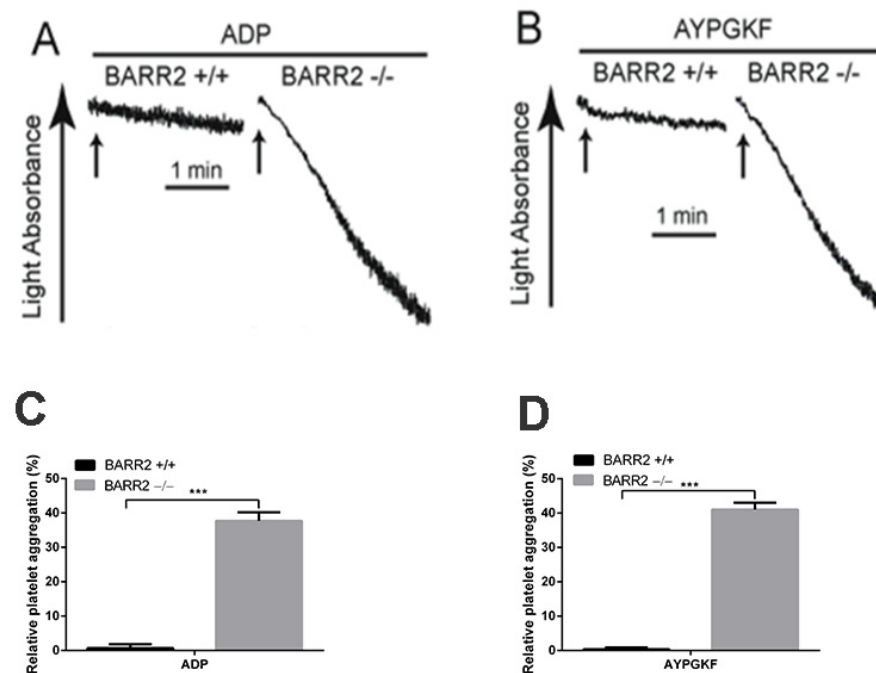 A
ADP
BARR2 +/+
BARR2 -/-
1 min
Light Absorbance
B
AYPGKF
BARR2 +/+
BARR2 -/-
1 min
Light Absorbance
C
BARR2 +/+
BARR2 −/−
***
50
40
30
20
10
0
Relative platelet aggregation (%)
ADP
D
BARR2 +/+
BARR2 −/−
***
50
40
30
20
10
0
Relative platelet aggregation (%)
AYPGKF